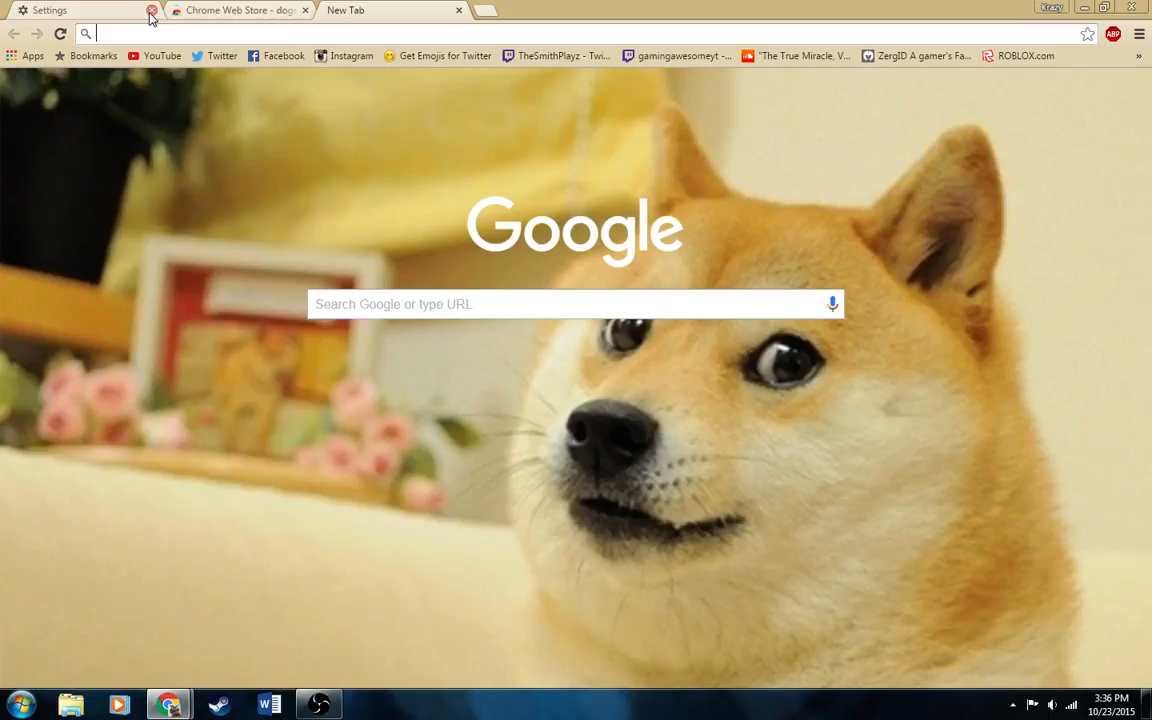 Settings
Chrome Web Store - dog
New Tab
Krazy
ABP
Apps
Bookmarks
YouTube
Twitter
Facebook
Instagram
Get Emojis for Twitter
TheSmithPlayz - Twi...
gamingawesomeyt -...
"The True Miracle, V...
ZergID A gamer's Fa...
ROBLOX.com
»
Google
Search Google or type URL
W
3:36 PM
10/23/2015